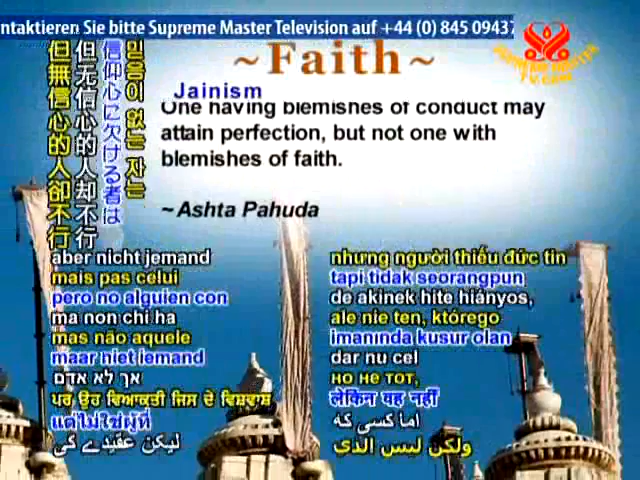 ntaktieren Sie bitte Supreme Master Television auf +44 (0) 845 0943
~Faith~
SUPREME MASTER
TV.COM
Jainism
One having blemishes of conduct may
attain perfection, but not one with
blemishes of faith.
~Ashta Pahuda
但無信心的人卻不行
但无信心的人却不行
信仰心に欠ける者は
믿음이 없는 자는
aber nicht jemand
mais pas celui
pero no alguien con
ma non chi ha
mas não aquele
maar niet iemand
אך לא אדם
ਪਰ ਉਹ ਵਿਅਕਤੀ ਜਿਸ ਦੇ ਵਿਸ਼ਵਾਸ਼
แต่ไม่ใช่ผู้ที่
لیکن عقیدے کی
nhưng người thiếu đức tin
tapi tidak seorangpun
de akinek hite hiányos,
ale nie ten, którego
imanında kusur olan
dar nu cel
но не тот,
लेकिन वह नहीं
اما کسی که
ولكن ليس الذي